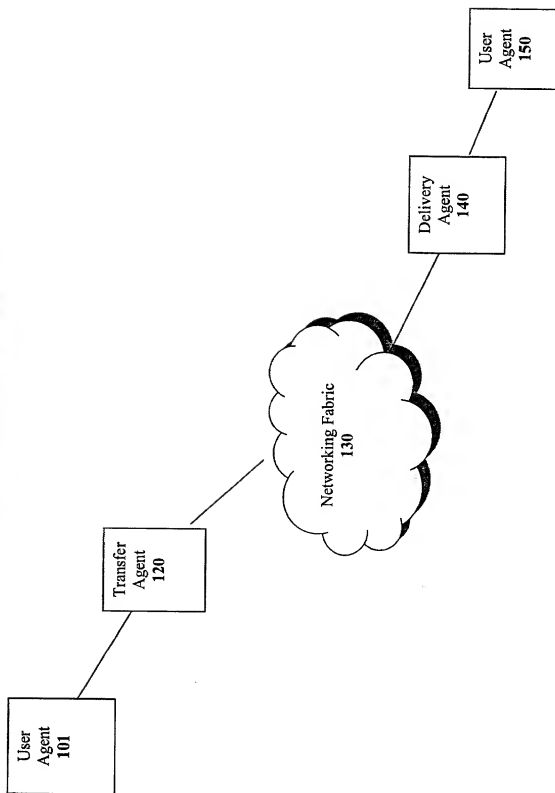 User
Agent
101
Transfer
Agent
120
Networking Fabric
130
Delivery
Agent
140
User
Agent
150